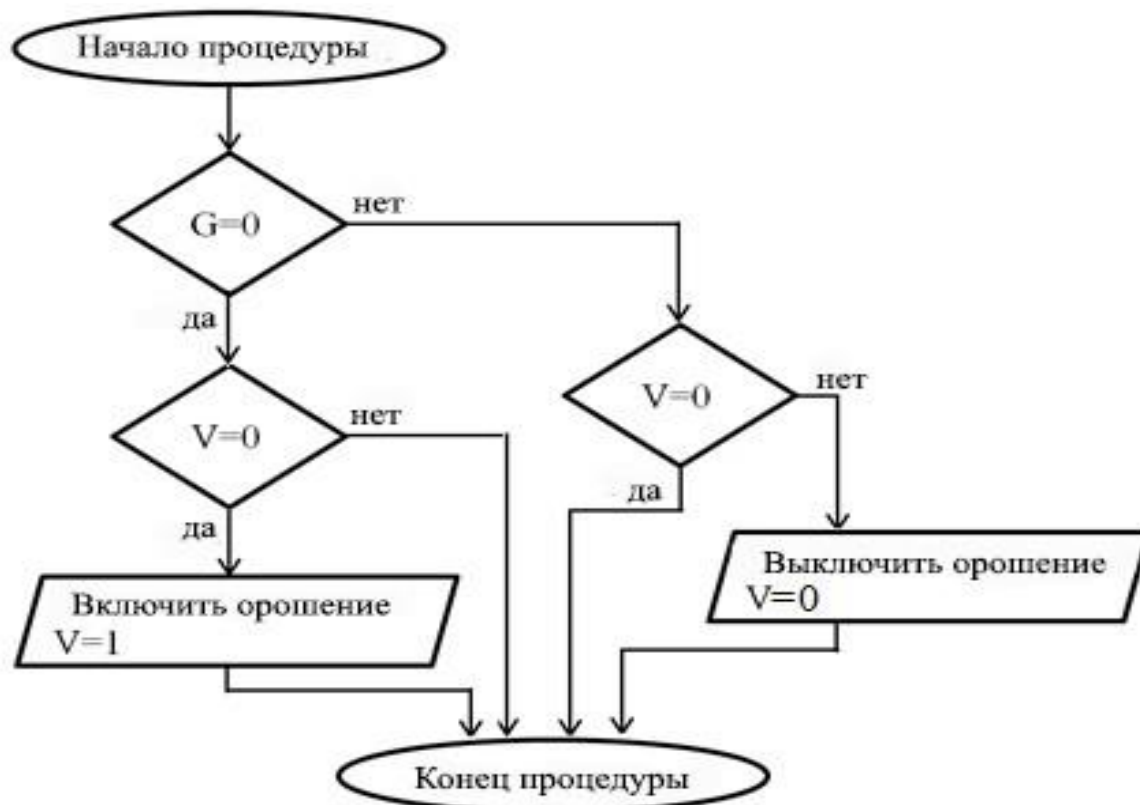 Начало процедуры
G=0
нет
да
V=0
нет
V=0
нет
да
да
Включить орошение
V=1
Выключить орошение
V=0
Конец процедуры